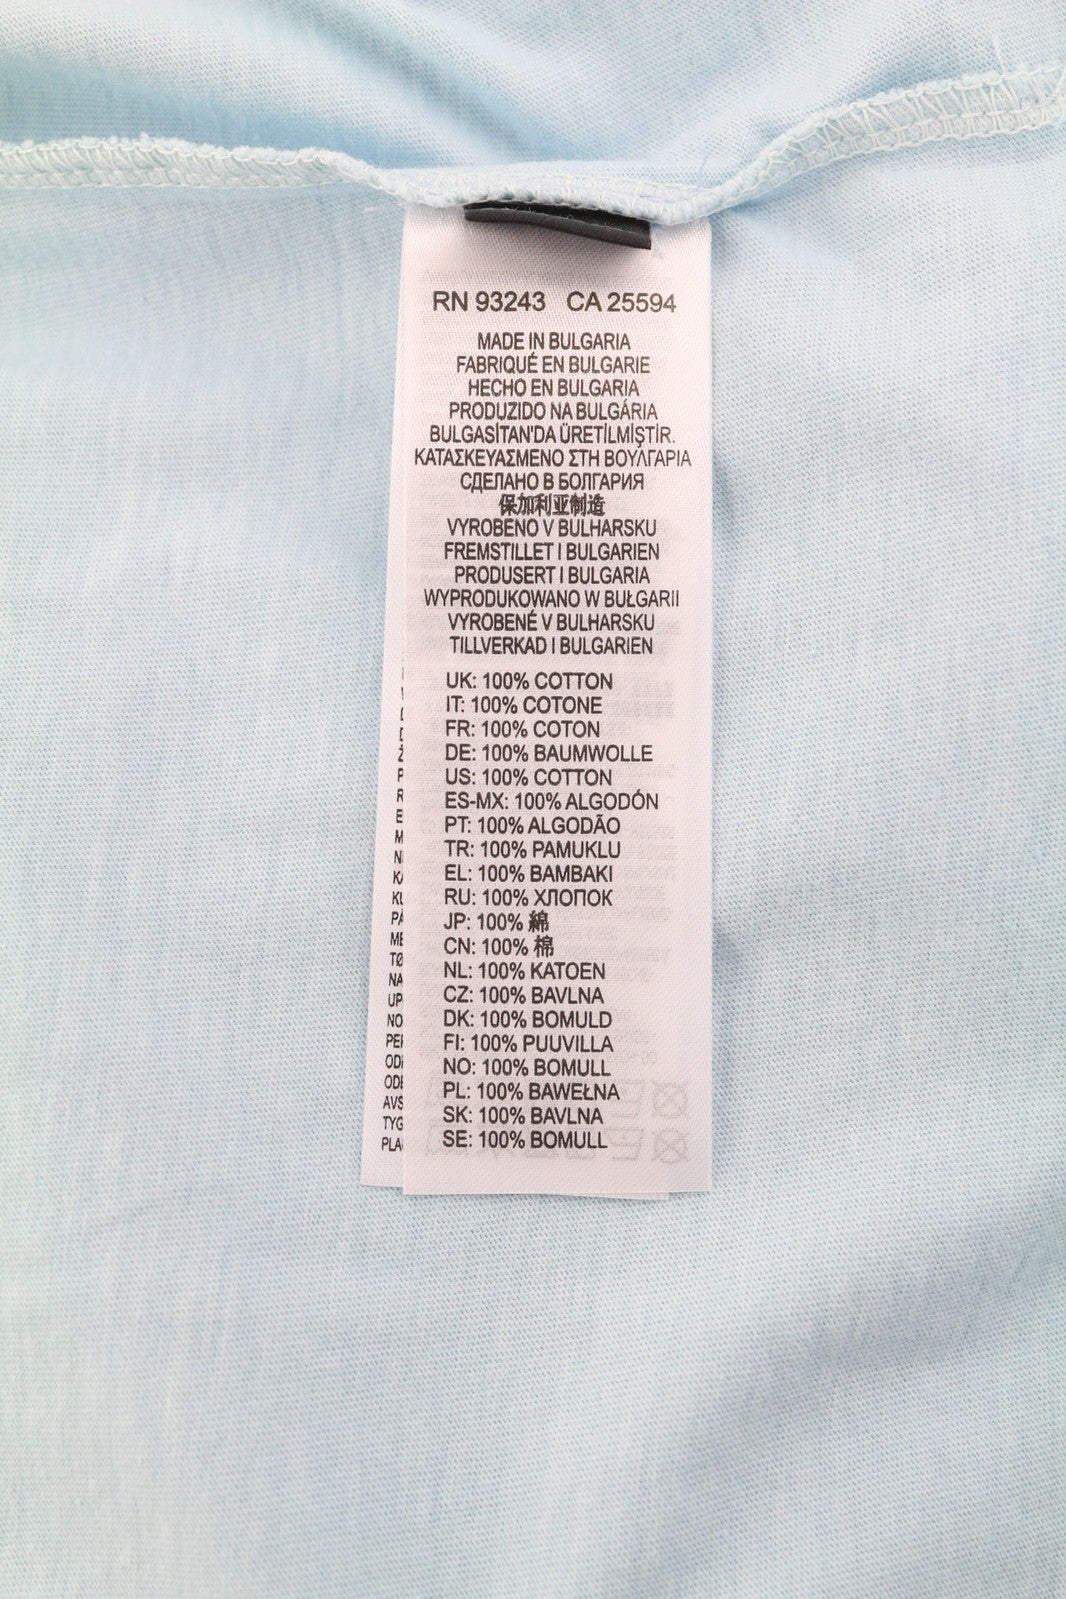 RN 93243 CA 25594
MADE IN BULGARIA
FABRIQUÉ EN BULGARIE
HECHO EN BULGARIA
PRODUZIDO NA BULGÁRIA
BULGASİTAN'DA ÜRETİLMİŞTİR.
ΚΑΤΑΣΚΕΥΑΣΜΕΝΟ ΣΤΗ ΒΟΥΛΓΑΡΙΑ
СДЕЛАНО В БОЛГАРИЯ
保加利亚制造
VYROBENO V BULHARSKU
FREMSTILLET I BULGARIEN
PRODUSERT I BULGARIA
WYPRODUKOWANO W BUŁGARII
VYROBENÉ V BULHARSKU
TILLVERKAD I BULGARIEN
UK: 100% COTTON
IT: 100% COTONE
FR: 100% COTON
DE: 100% BAUMWOLLE
US: 100% COTTON
ES-MX: 100% ALGODÓN
PT: 100% ALGODÃO
TR: 100% PAMUKLU
EL: 100% ΒΑΜΒΑΚΙ
RU: 100% ХЛОПОК
JP: 100% 綿
CN: 100% 棉
NL: 100% KATOEN
CZ: 100% BAVLNA
DK: 100% BOMULD
FI: 100% PUUVILLA
NO: 100% BOMULL
PL: 100% BAWEŁNA
SK: 100% BAVLNA
SE: 100% BOMULL